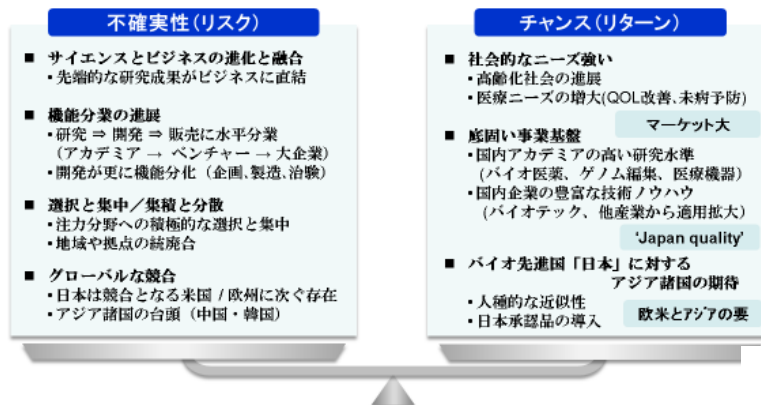 不確実性(リスク)
■ サイエンスとビジネスの進化と融合
・先端的な研究成果がビジネスに直結
■ 機能分業の進展
・研究 ⇒ 開発 ⇒ 販売に水平分業
(アカデミア → ベンチャー → 大企業)
・開発が更に機能分化(企画、製造、治験)
■ 選択と集中/集積と分散
・注力分野への積極的な選択と集中
・地域や拠点の統廃合
■ グローバルな競合
・日本は競合となる米国 / 欧州に次ぐ存在
・アジア諸国の台頭(中国・韓国)
チャンス(リターン)
■ 社会的なニーズ強い
・高齢化社会の進展
・医療ニーズの増大(QOL改善、未病予防)
マーケット大
■ 底固い事業基盤
・国内アカデミアの高い研究水準
(バイオ医薬、ゲノム編集、医療機器)
・国内企業の豊富な技術ノウハウ
(バイオテック、他産業から適用拡大)
'Japan quality'
■ バイオ先進国「日本」に対する
アジア諸国の期待
・人種的な近似性
・日本承認品の導入
欧米とアジアの要